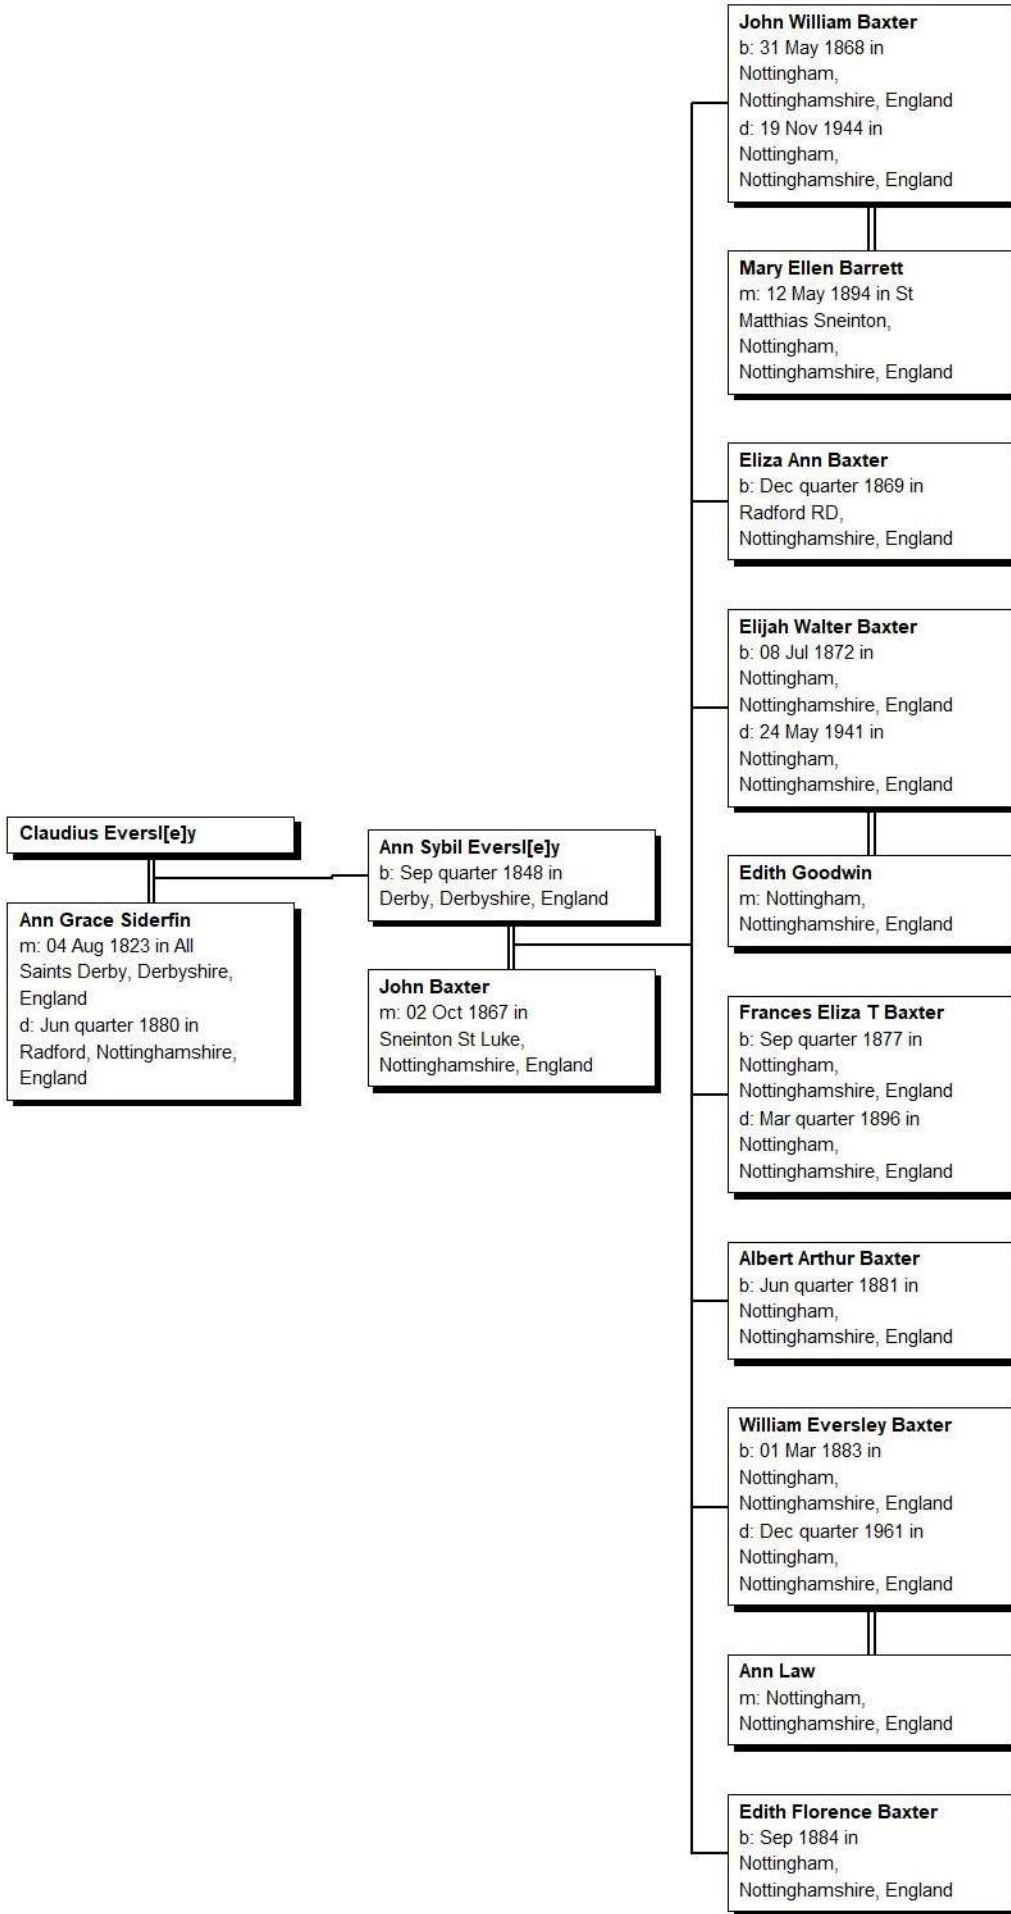 Claudius Eversl[e]y
Ann Grace Siderfin
m: 04 Aug 1823 in All
Saints Derby, Derbyshire,
England
d: Jun quarter 1880 in
Radford, Nottinghamshire,
England
Ann Sybil Eversl[e]y
b: Sep quarter 1848 in
Derby, Derbyshire, England
John Baxter
m: 02 Oct 1867 in
Sneinton St Luke,
Nottinghamshire, England
John William Baxter
b: 31 May 1868 in
Nottingham,
Nottinghamshire, England
d: 19 Nov 1944 in
Nottingham,
Nottinghamshire, England
Mary Ellen Barrett
m: 12 May 1894 in St
Matthias Sneinton,
Nottingham,
Nottinghamshire, England
Eliza Ann Baxter
b: Dec quarter 1869 in
Radford RD,
Nottinghamshire, England
Elijah Walter Baxter
b: 08 Jul 1872 in
Nottingham,
Nottinghamshire, England
d: 24 May 1941 in
Nottingham,
Nottinghamshire, England
Edith Goodwin
m: Nottingham,
Nottinghamshire, England
Frances Eliza T Baxter
b: Sep quarter 1877 in
Nottingham,
Nottinghamshire, England
d: Mar quarter 1896 in
Nottingham,
Nottinghamshire, England
Albert Arthur Baxter
b: Jun quarter 1881 in
Nottingham,
Nottinghamshire, England
William Eversley Baxter
b: 01 Mar 1883 in
Nottingham,
Nottinghamshire, England
d: Dec quarter 1961 in
Nottingham,
Nottinghamshire, England
Ann Law
m: Nottingham,
Nottinghamshire, England
Edith Florence Baxter
b: Sep 1884 in
Nottingham,
Nottinghamshire, England